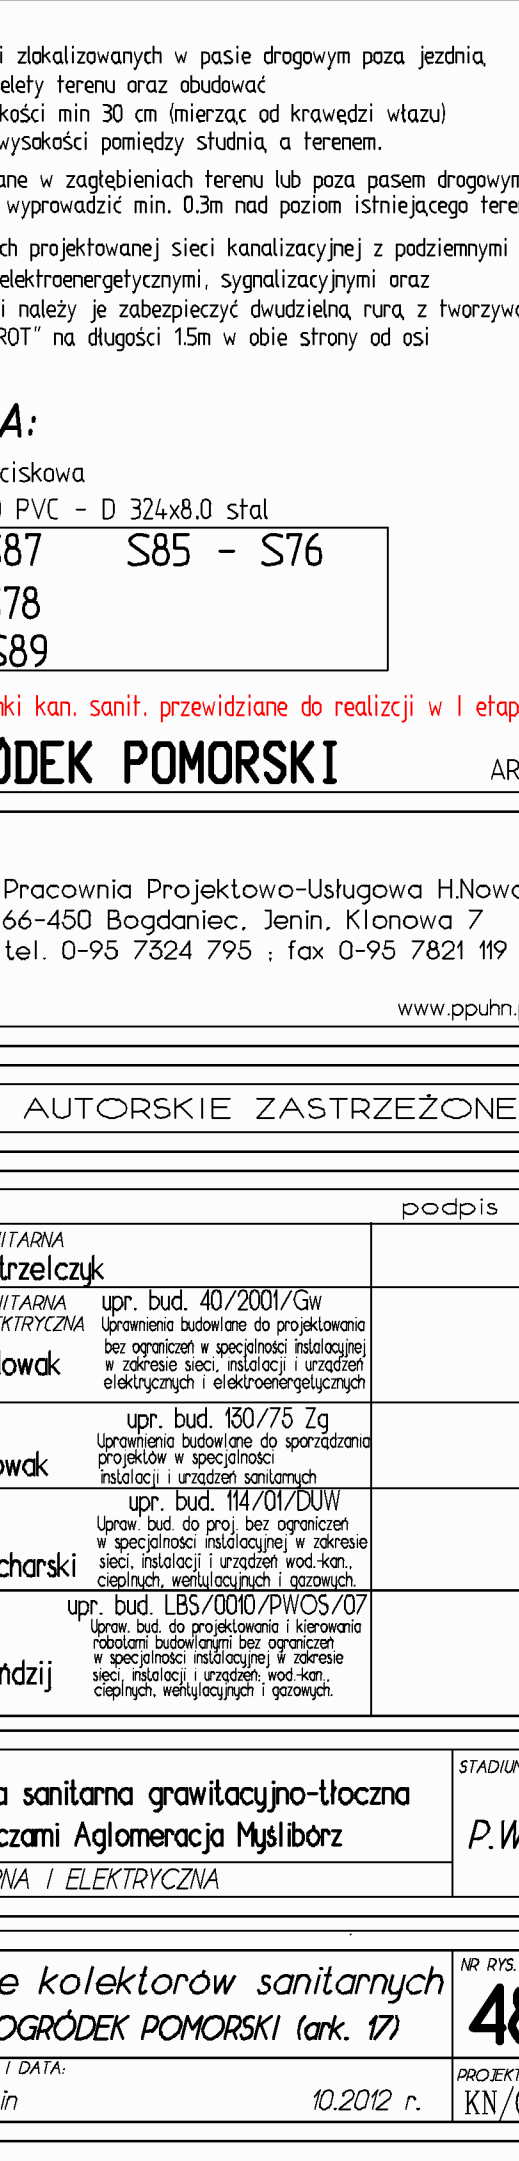 i zlokalizowanych w pasie drogowym poza jezdnią,
elety terenu oraz obudować
kości min 30 cm (mierząc od krawędzi włazu)
wysokości pomiędzy studnią a terenem.
ane w zagłębieniach terenu lub poza pasem drogowym
wyprowadzić min. 0.3m nad poziom istniejącego tere
ch projektowanej sieci kanalizacyjnej z podziemnymi
elektroenergetycznymi, sygnalizacyjnymi oraz
i należy je zabezpieczyć dwudzielną rurą z tworzywa
ROT" na długości 1.5m w obie strony od osi
A:
ciskowa
PVC - D 324x8.0 stal
S87 S85 - S76
78
S89
nki kan. sanit. przewidziane do realizcji w I etap
ÓDEK POMORSKI AR
Pracownia Projektowo-Usługowa H.Nowa
66-450 Bogdaniec, Jenin, Klonowa 7
tel. 0-95 7324 795 ; fax 0-95 7821 119
www.ppuhn.p
AUTORSKIE ZASTRZEŻONE
podpis
NITARNA
trzelczyk
NITARNA upr. bud. 40/2001/Gw
EKTRYCZNA Uprawnienia budowlane do projektowania
bez ograniczeń w specjalności instalacyjnej
lowak w zakresie sieci, instalacji i urządzeń
elektrycznych i elektroenergetycznych
upr. bud. 130/75 Zg
Uprawnienia budowlane do sporządzania
owak projektów w specjalności
instalacji i urządzeń sanitarnych
upr. bud. 114/01/DUW
Upraw. bud. do proj. bez ograniczeń
w specjalności instalacyjnej w zakresie
charski sieci, instalacji i urządzeń wod.-kan.,
cieplnych, wentylacyjnych i gazowych.
upr. bud. LBS/0010/PWOS/07
Upraw. bud. do projektowania i kierowania
robotami budowlanymi bez ograniczeń
w specjalności instalacyjnej w zakresie
ńdzij sieci, instalacji i urządzeń: wod.-kan.,
cieplnych, wentylacyjnych i gazowych.
STADIUM
a sanitarna grawitacyjno-tłoczna
czami Aglomeracja Myślibórz P.W
RNA I ELEKTRYCZNA
e kolektorów sanitarnych NR RYS.
OGRÓDEK POMORSKI (ark. 17) 48
I DATA: PROJEKT
in 10.2012 r. KN/